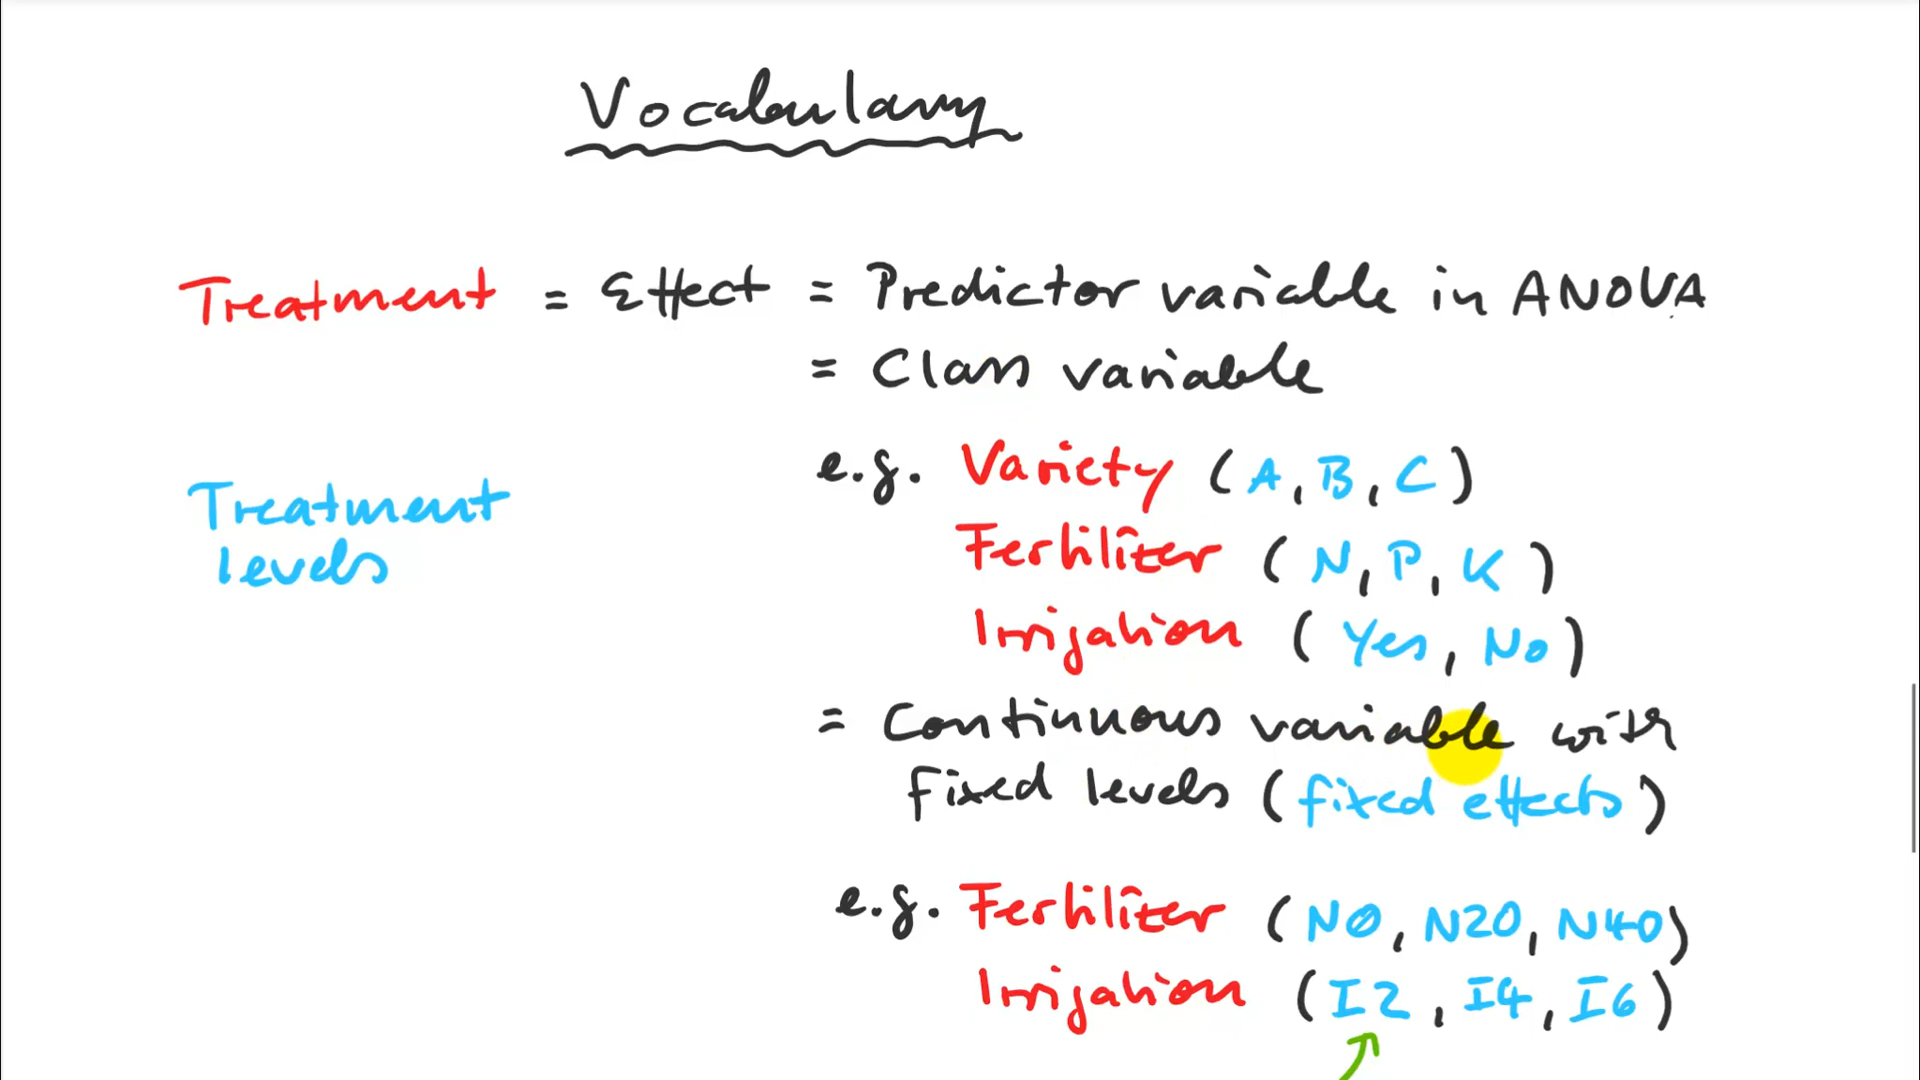 Vocabulary
Treatment = Effect = Predictor variable in ANOVA
= Class variable
e.g. Variety (A, B, C)
Treatment levels
Fertilizer (N, P, K)
Irrigation (Yes, No)
= Continuous variable with
fixed levels (fixed effects)
e.g. Fertilizer (N0, N20, N40)
Irrigation (I2, I4, I6)